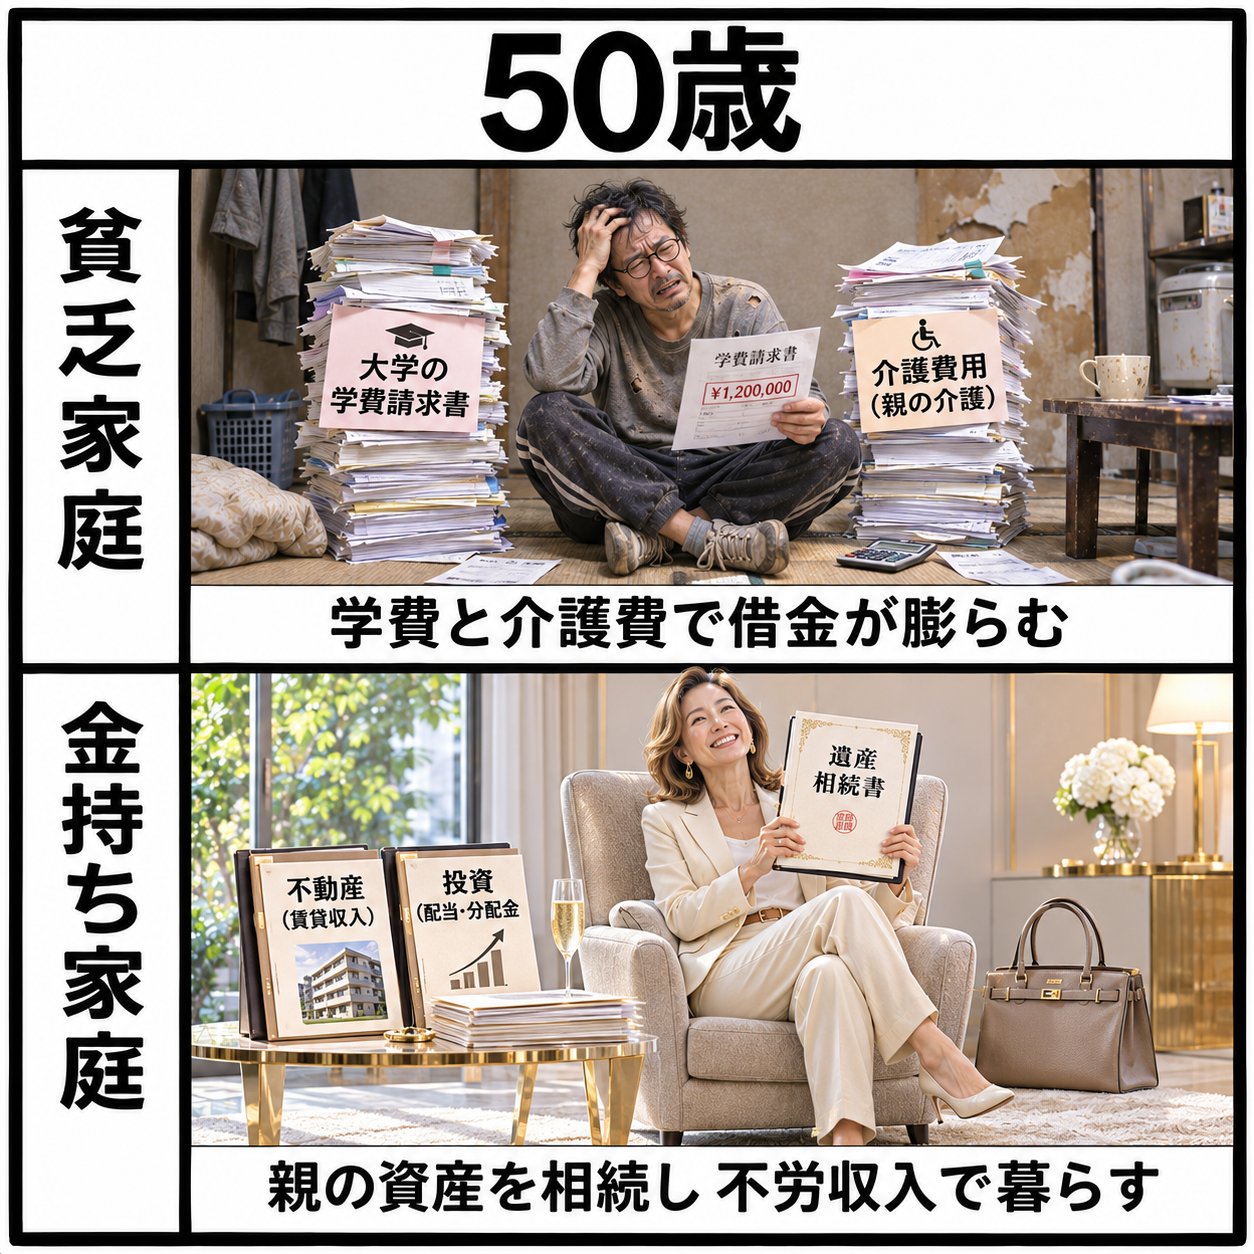 50歳
貧乏家庭
大学の
学費請求書
学費請求書
¥1,200,000
介護費用
(親の介護)
学費と介護費で借金が膨らむ
金持ち家庭
不動産
(賃貸収入)
投資
(配当・分配金
遺産
相続書
親の資産を相続し 不労収入で暮らす